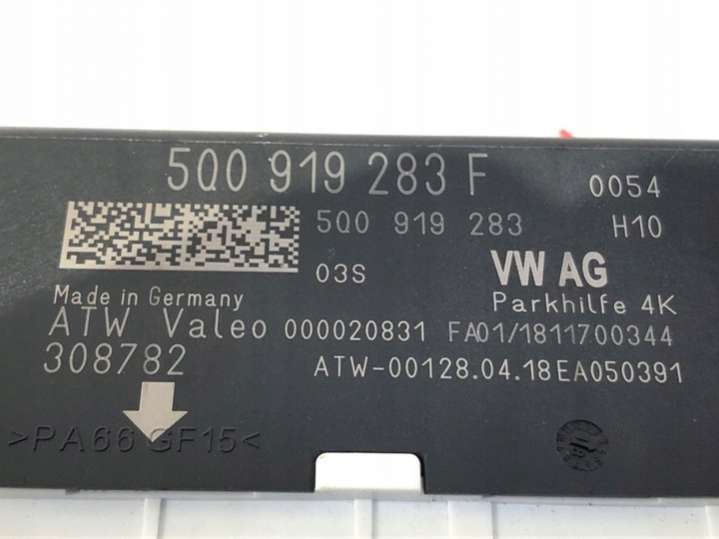 5Q0 919 283 F 0054
5Q0 919 283 H10
03S VW AG
Made in Germany Parkhilfe 4K
ATW Valeo 000020831 FA01/1811700344
308782 ATW-00128.04.18EA050391
>PA66 GF15<